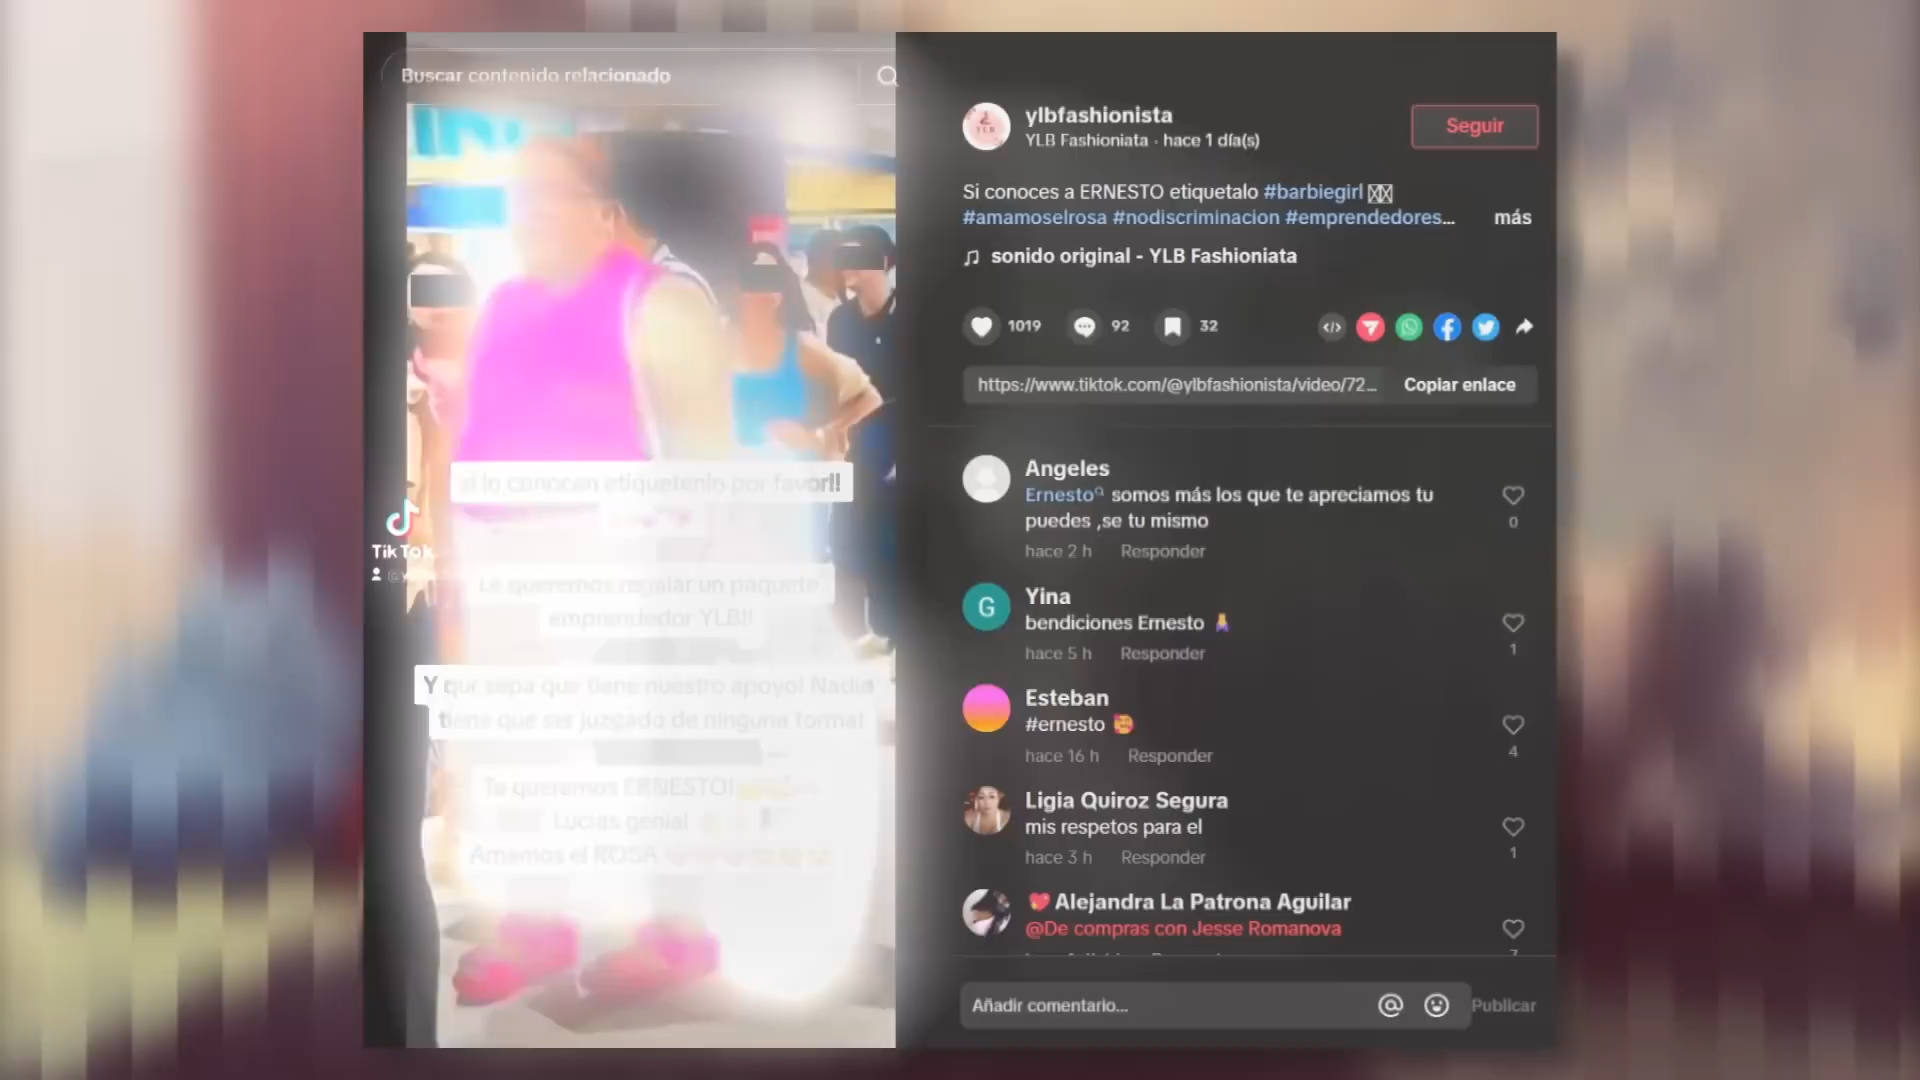 Buscar contenido relacionado
si lo conocen etiquetenlo por favor!!
Le queremos regalar un paquete
emprendedor YLB!!
Y que sepa que tiene nuestro apoyo! Nadie
tiene que ser juzgado de ninguna forma!
Te queremos ERNESTO!
Lucias genial
Amamos el ROSA
TikTok
ylbfashionista
YLB Fashioniata · hace 1 día(s)
Seguir
Si conoces a ERNESTO etiquetalo #barbiegirl
#amamoselrosa #nodiscriminacion #emprendedores... más
sonido original - YLB Fashioniata
1019 92 32
https://www.tiktok.com/@ylbfashionista/video/72... Copiar enlace
Angeles
Ernesto somos más los que te apreciamos tu
puedes ,se tu mismo
0
hace 2 h Responder
Yina
G
bendiciones Ernesto
1
hace 5 h Responder
Esteban
#ernesto
4
hace 16 h Responder
Ligia Quiroz Segura
mis respetos para el
1
hace 3 h Responder
Alejandra La Patrona Aguilar
@De compras con Jesse Romanova
Añadir comentario... Publicar